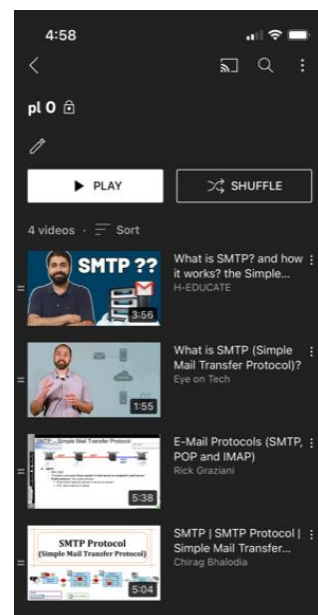 4:58
pl 0
PLAY
SHUFFLE
4 videos · Sort
SMTP ??
3:56
What is SMTP? and how
it works? the Simple...
H-EDUCATE
1:55
What is SMTP (Simple
Mail Transfer Protocol)?
Eye on Tech
SMTP - Simple Mail Transfer Protocol
5:38
E-Mail Protocols (SMTP,
POP and IMAP)
Rick Graziani
SMTP Protocol
(Simple Mail Transfer Protocol)
5:04
SMTP | SMTP Protocol |
Simple Mail Transfer...
Chirag Bhalodia